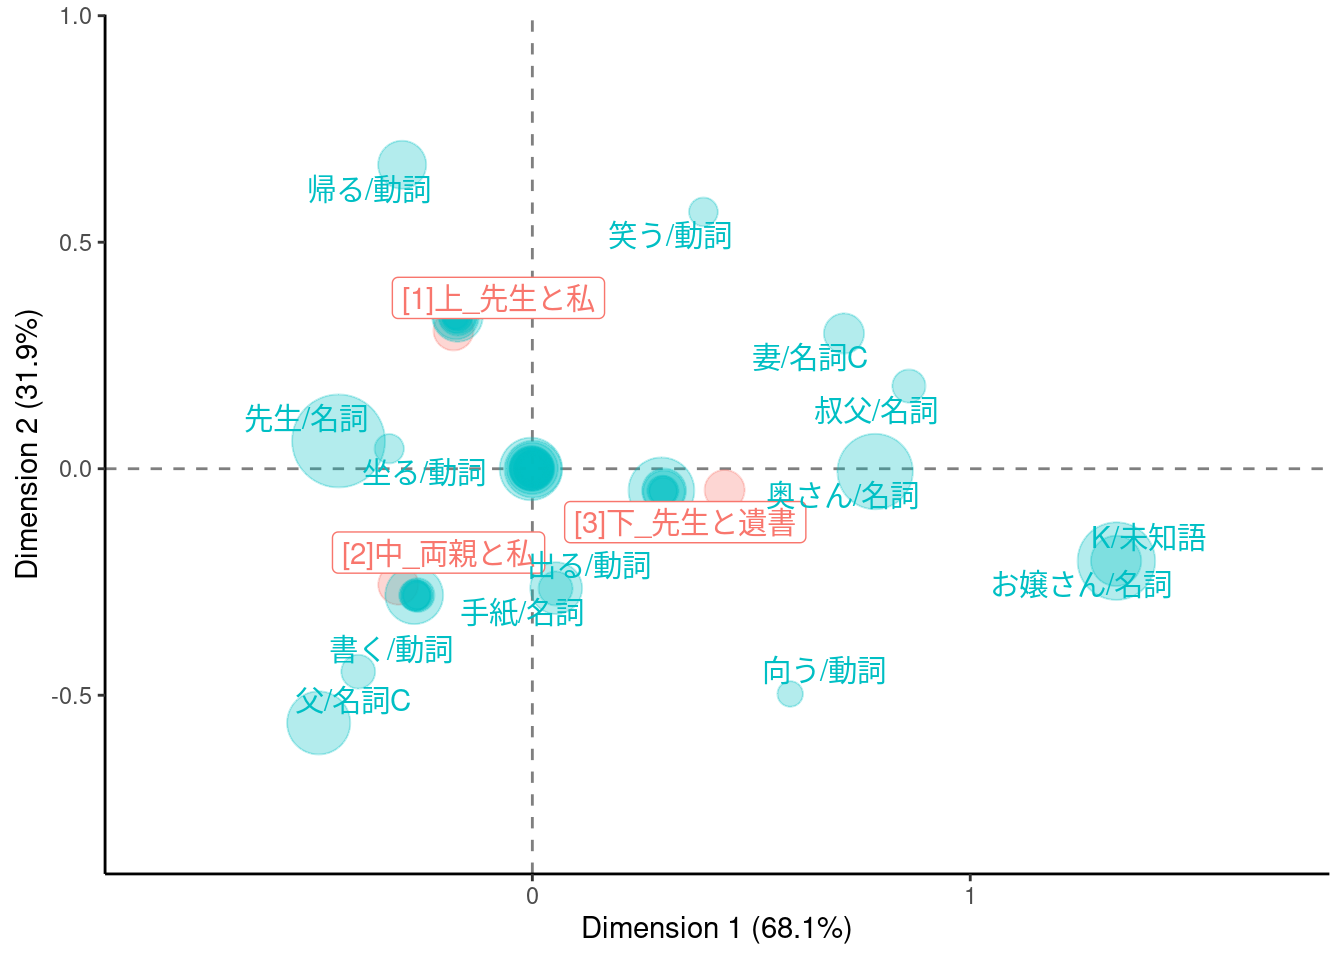 1.0
帰る/動詞
笑う/動詞
0.5
[1]上_先生と私
妻/名詞C
叔父/名詞
先生/名詞
0.0
坐る/動詞
奥さん/名詞
[3]下_先生と遺書
K/未知語
[2]中_両親と私
出る/動詞
お嬢さん/名詞
手紙/名詞
書く/動詞
向う/動詞
-0.5
父/名詞C
0
1
Dimension 1 (68.1%)
Dimension 2 (31.9%)